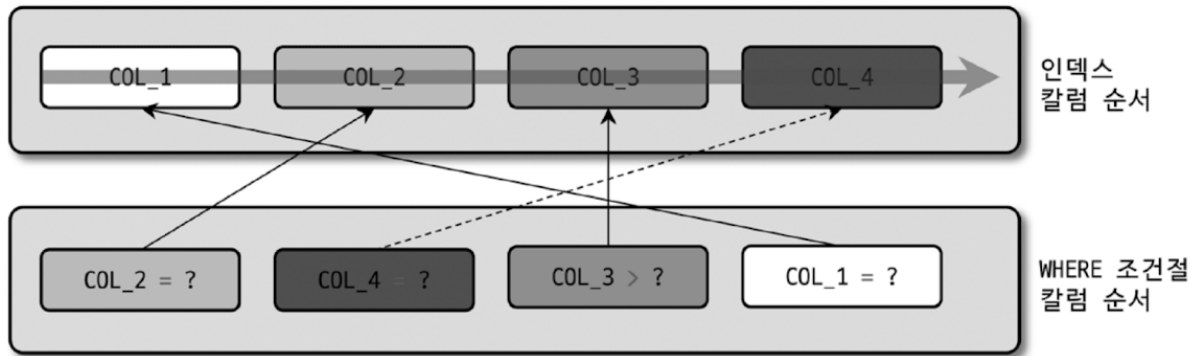 COL_1 COL_2 COL_3 COL_4
인덱스
칼럼 순서
COL_2 = ? COL_4 = ? COL_3 > ? COL_1 = ?
WHERE 조건절
칼럼 순서